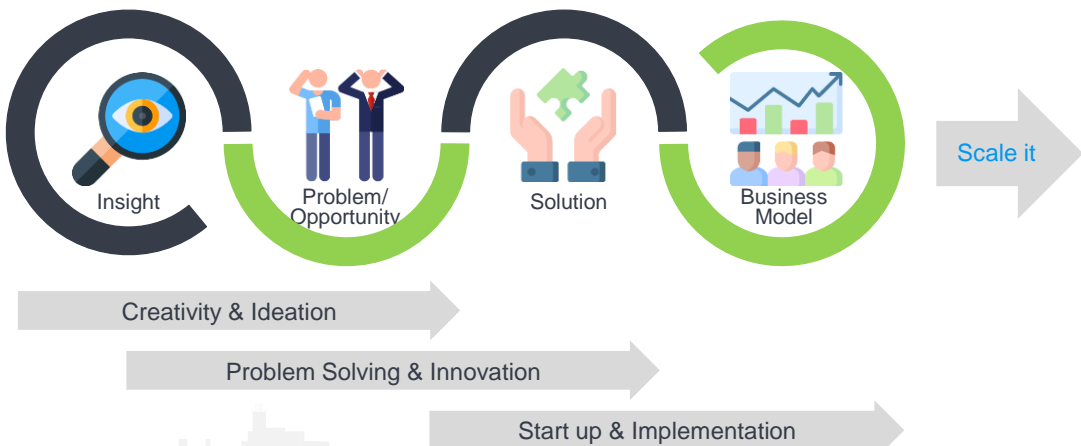 Insight
Problem/
Opportunity
Solution
Business
Model
Scale it
Creativity & Ideation
Problem Solving & Innovation
Start up & Implementation